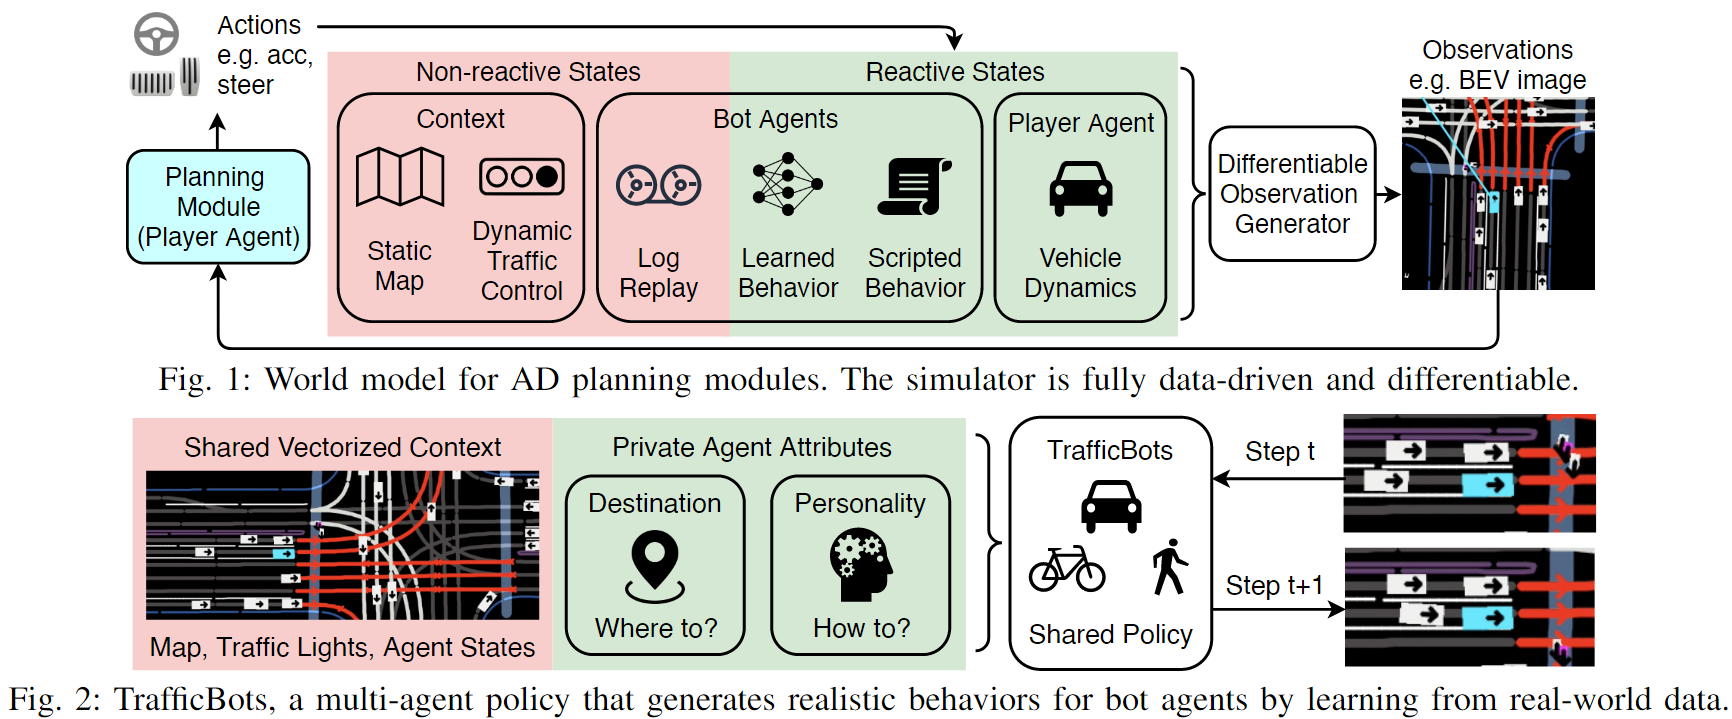 Actions
e.g. acc,
steer
Non-reactive States
Reactive States
Observations
e.g. BEV image
Context
Bot Agents
Player Agent
Planning
Module
(Player Agent)
Static
Map
Dynamic
Traffic
Control
Log
Replay
Learned
Behavior
Scripted
Behavior
Vehicle
Dynamics
Differentiable
Observation
Generator
Fig. 1: World model for AD planning modules. The simulator is fully data-driven and differentiable.
Shared Vectorized Context
Map, Traffic Lights, Agent States
Private Agent Attributes
Destination
Where to?
Personality
How to?
TrafficBots
Shared Policy
Step t
Step t+1
Fig. 2: TrafficBots, a multi-agent policy that generates realistic behaviors for bot agents by learning from real-world data.